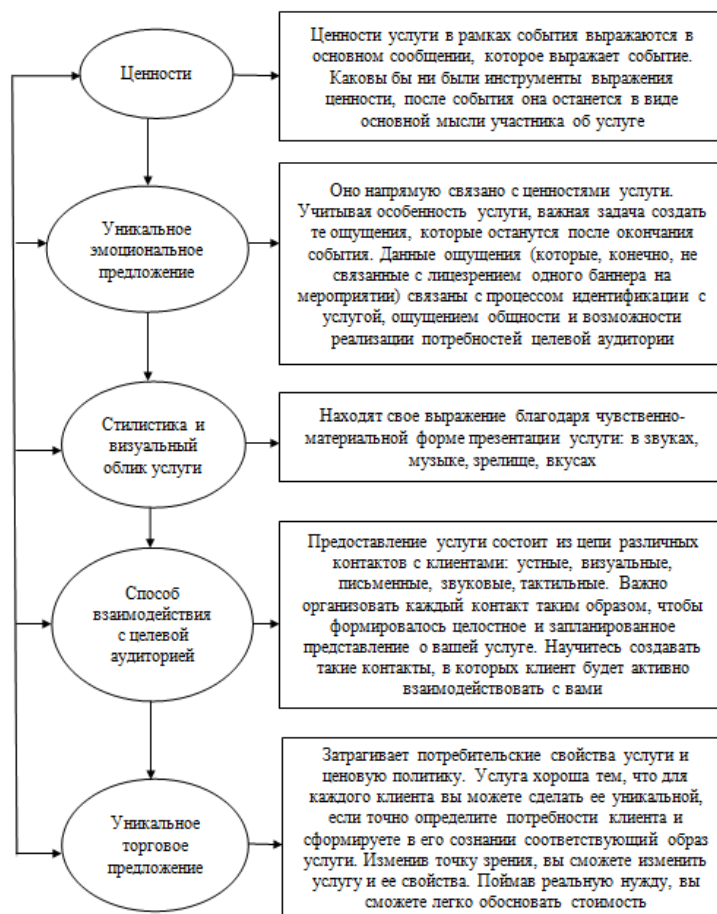 Ценности
Ценности услуги в рамках события выражаются в
основном сообщении, которое выражает событие.
Каковы бы ни были инструменты выражения
ценности, после события она останется в виде
основной мысли участника об услуге
Уникальное
эмоциональное
предложение
Оно напрямую связано с ценностями услуги.
Учитывая особенность услуги, важная задача создать
те ощущения, которые останутся после окончания
события. Данные ощущения (которые, конечно, не
связанные с лицезрением одного баннера на
мероприятии) связаны с процессом идентификации с
услугой, ощущением общности и возможности
реализации потребностей целевой аудитории
Стилистика и
визуальный
облик услуги
Находят свое выражение благодаря чувственно-
материальной форме презентации услуги: в звуках,
музыке, зрелище, вкусах
Способ
взаимодействия
с целевой
аудиторией
Предоставление услуги состоит из цепи различных
контактов с клиентами: устные, визуальные,
письменные, звуковые, тактильные. Важно
организовать каждый контакт таким образом, чтобы
формировалось целостное и запланированное
представление о вашей услуге. Научитесь создавать
такие контакты, в которых клиент будет активно
взаимодействовать с вами
Уникальное
торговое
предложение
Затрагивает потребительские свойства услуги и
ценовую политику. Услуга хороша тем, что для
каждого клиента вы можете сделать ее уникальной,
если точно определите потребности клиента и
сформируете в его сознании соответствующий образ
услуги. Изменив точку зрения, вы сможете изменить
услугу и ее свойства. Поймав реальную нужду, вы
сможете легко обосновать стоимость